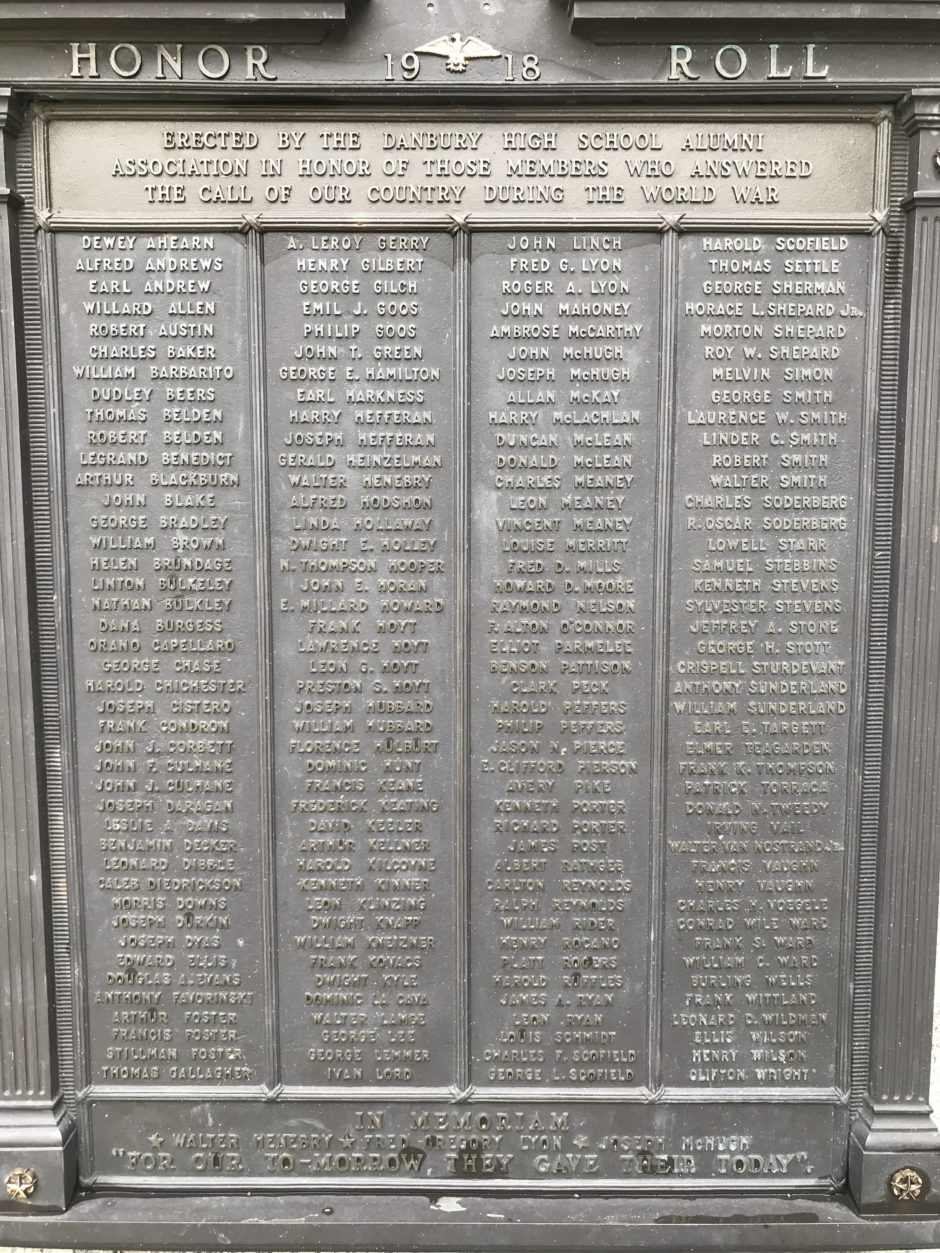 HONOR 1918 ROLL
ERECTED BY THE DANBURY HIGH SCHOOL ALUMNI
ASSOCIATION IN HONOR OF THOSE MEMBERS WHO ANSWERED
THE CALL OF OUR COUNTRY DURING THE WORLD WAR
DEWEY AHEARN
ALFRED ANDREWS
EARL ANDREW
WILLARD ALLEN
ROBERT AUSTIN
CHARLES BAKER
WILLIAM BARBARITO
DUDLEY BEERS
THOMAS BELDEN
ROBERT BELDEN
LEGRAND BENEDICT
ARTHUR BLACKBURN
JOHN BLAKE
GEORGE BRADLEY
WILLIAM BROWN
HELEN BRUNDAGE
LINTON BULKELEY
NATHAN BULKLEY
DANA BURGESS
ORANO CAPELLARO
GEORGE CHASE
HAROLD CHICHESTER
JOSEPH CISTERO
FRANK CONDRON
JOHN J. CORBETT
JOHN F. CULHANE
JOHN J. CULHANE
JOSEPH DARAGAN
LESLIE A. DAVIS
BENJAMIN DECKER
LEONARD DIBBLE
CALEB DIEDRICKSON
MORRIS DOWNS
JOSEPH DURKIN
JOSEPH DYAS
EDWARD ELLIS
DOUGLAS A. EVANS
ANTHONY FAVORINSKI
ARTHUR FOSTER
FRANCIS FOSTER
STILLMAN FOSTER
THOMAS GALLAGHER
A. LEROY GERRY
HENRY GILBERT
GEORGE GILCH
EMIL J. GOOS
PHILIP GOOS
JOHN T. GREEN
GEORGE E. HAMILTON
EARL HARKNESS
HARRY HEFFERAN
JOSEPH HEFFERAN
GERALD HEINZELMAN
WALTER HENEBRY
ALFRED HODSHON
LINDA HOLLAWAY
DWIGHT E. HOLLEY
N. THOMPSON HOOPER
JOHN E. HORAN
E. MILLARD HOWARD
FRANK HOYT
LAWRENCE HOYT
LEON G. HOYT
PRESTON S. HOYT
JOSEPH HUBBARD
WILLIAM HUBBARD
FLORENCE HULBURT
DOMINIC HUNT
FRANCIS KEANE
FREDERICK KEATING
DAVID KEELER
ARTHUR KELLNER
HAROLD KILCOYNE
KENNETH KINNER
LEON KLINZING
DWIGHT KNAPP
WILLIAM KNEIZNER
FRANK KOVACS
DWIGHT KYLE
DOMINIC LA CAVA
WALTER LAMPE
GEORGE LEE
GEORGE LEMMER
IVAN LORD
JOHN LINCH
FRED G. LYON
ROGER A. LYON
JOHN MAHONEY
AMBROSE McCARTHY
JOHN McHUGH
JOSEPH McHUGH
ALLAN McKAY
HARRY McLACHLAN
DUNCAN McLEAN
DONALD McLEAN
CHARLES MEANEY
LEON MEANEY
VINCENT MEANEY
LOUISE MERRITT
FRED D. MILLS
HOWARD D. MOORE
RAYMOND NELSON
F. ALTON O'CONNOR
ELLIOT PARMELEE
BENSON PATTISON
CLARK PECK
HAROLD PEFFERS
PHILIP PEFFERS
JASON N. PIERCE
E. CLIFFORD PIERSON
AVERY PIKE
KENNETH PORTER
RICHARD PORTER
JAMES POST
ALBERT RATHGEB
CARLTON REYNOLDS
RALPH REYNOLDS
WILLIAM RIDER
HENRY ROCANO
PLATT ROGERS
HAROLD RUFFLES
JAMES A. RYAN
LEON RYAN
LOUIS SCHMIDT
CHARLES F. SCOFIELD
GEORGE L. SCOFIELD
HAROLD SCOFIELD
THOMAS SETTLE
GEORGE SHERMAN
HORACE L. SHEPARD JR.
MORTON SHEPARD
ROY W. SHEPARD
MELVIN SIMON
GEORGE SMITH
LAURENCE W. SMITH
LINDER C. SMITH
ROBERT SMITH
WALTER SMITH
CHARLES SODERBERG
R. OSCAR SODERBERG
LOWELL STARR
SAMUEL STEBBINS
KENNETH STEVENS
SYLVESTER STEVENS
JEFFREY A. STONE
GEORGE H. STOTT
CRISPELL STURDEVANT
ANTHONY SUNDERLAND
WILLIAM SUNDERLAND
EARL E. TARGETT
ELMER TEAGARDEN
FRANK K. THOMPSON
PATRICK TORRACA
DONALD N. TWEEDY
IRVING VAIL
WALTER VAN NOSTRAND JR.
FRANCIS VAUGHN
HENRY VAUGHN
CHARLES H. VOEGELE
CONRAD WILE WARD
FRANK S. WARD
WILLIAM C. WARD
BURLING WELLS
FRANK WITTLAND
LEONARD D. WILDMAN
ELLIS WILSON
HENRY WILSON
CLIFTON WRIGHT
IN MEMORIAM
★ WALTER HENEBRY ★ FRED GREGORY LYON ★ JOSEPH McHUGH
"FOR OUR TO-MORROW, THEY GAVE THEIR TODAY".